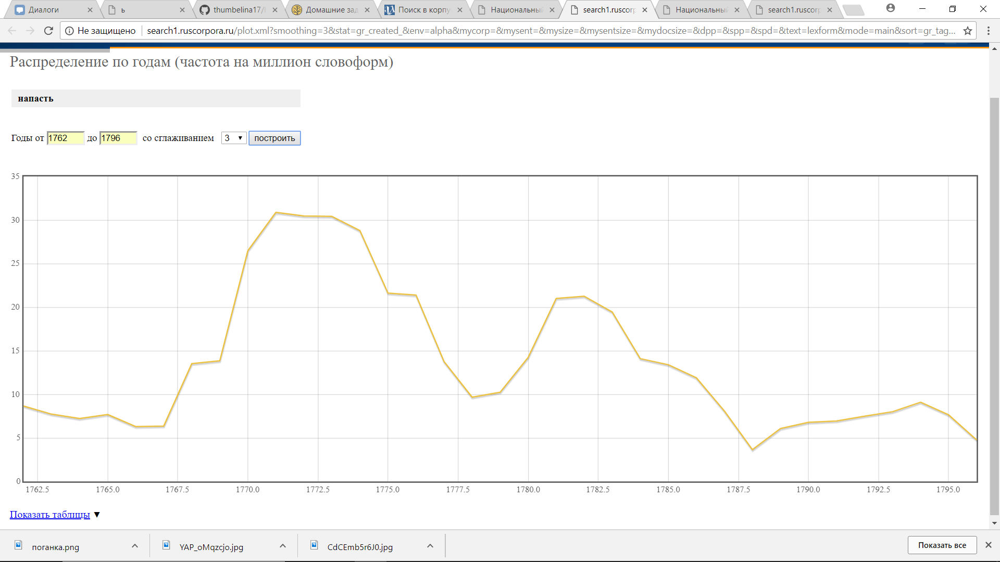 Диалоги
ь
thumbelina17/
Домашние зад
Поиск в корпу
Национальный
search1.ruscorp
Национальный
search1.ruscorp
Не защищено
search1.ruscorpora.ru/plot.xml?smoothing=3&stat=gr_created_&env=alpha&mycorp=&mysent=&mysize=&mysentsize=&mydocsize=&dpp=&spp=&spd=&text=lexform&mode=main&sort=gr_tag...
Распределение по годам (частота на миллион словоформ)
напасть
Годы от 1762 до 1796 со сглаживанием 3 построить
35
30
25
20
15
10
5
0
1762.5 1765.0 1767.5 1770.0 1772.5 1775.0 1777.5 1780.0 1782.5 1785.0 1787.5 1790.0 1792.5 1795.0
Показать таблицы ▼
поганка.png
YAP_oMqzcjo.jpg
CdCEmb5r6J0.jpg
Показать все